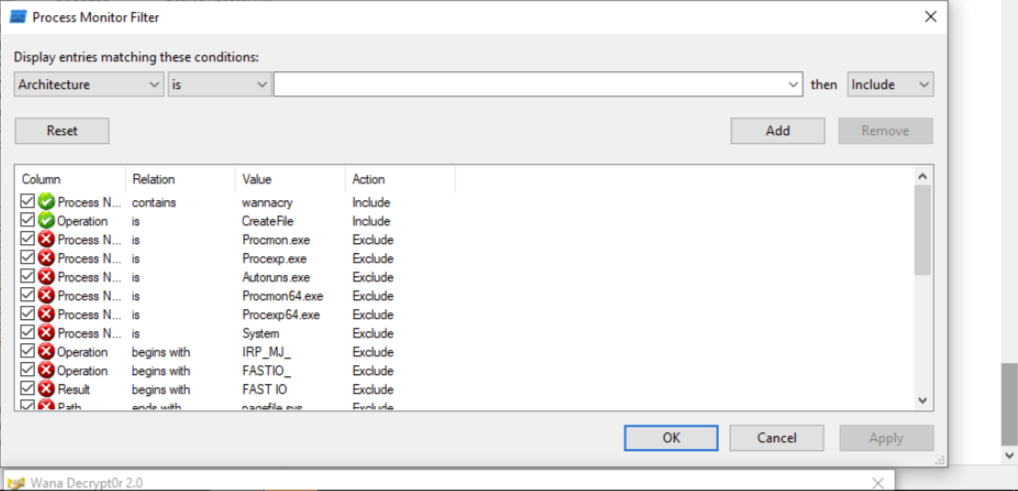 Process Monitor Filter
Display entries matching these conditions:
Architecture is then Include
Reset Add Remove
Column Relation Value Action
Process N... contains wannacry Include
Operation is CreateFile Include
Process N... is Procmon.exe Exclude
Process N... is Procexp.exe Exclude
Process N... is Autoruns.exe Exclude
Process N... is Procmon64.exe Exclude
Process N... is Procexp64.exe Exclude
Process N... is System Exclude
Operation begins with IRP_MJ_ Exclude
Operation begins with FASTIO_ Exclude
Result begins with FAST IO Exclude
Path ends with pagefile.sys Exclude
OK Cancel Apply
Wana Decrypt0r 2.0